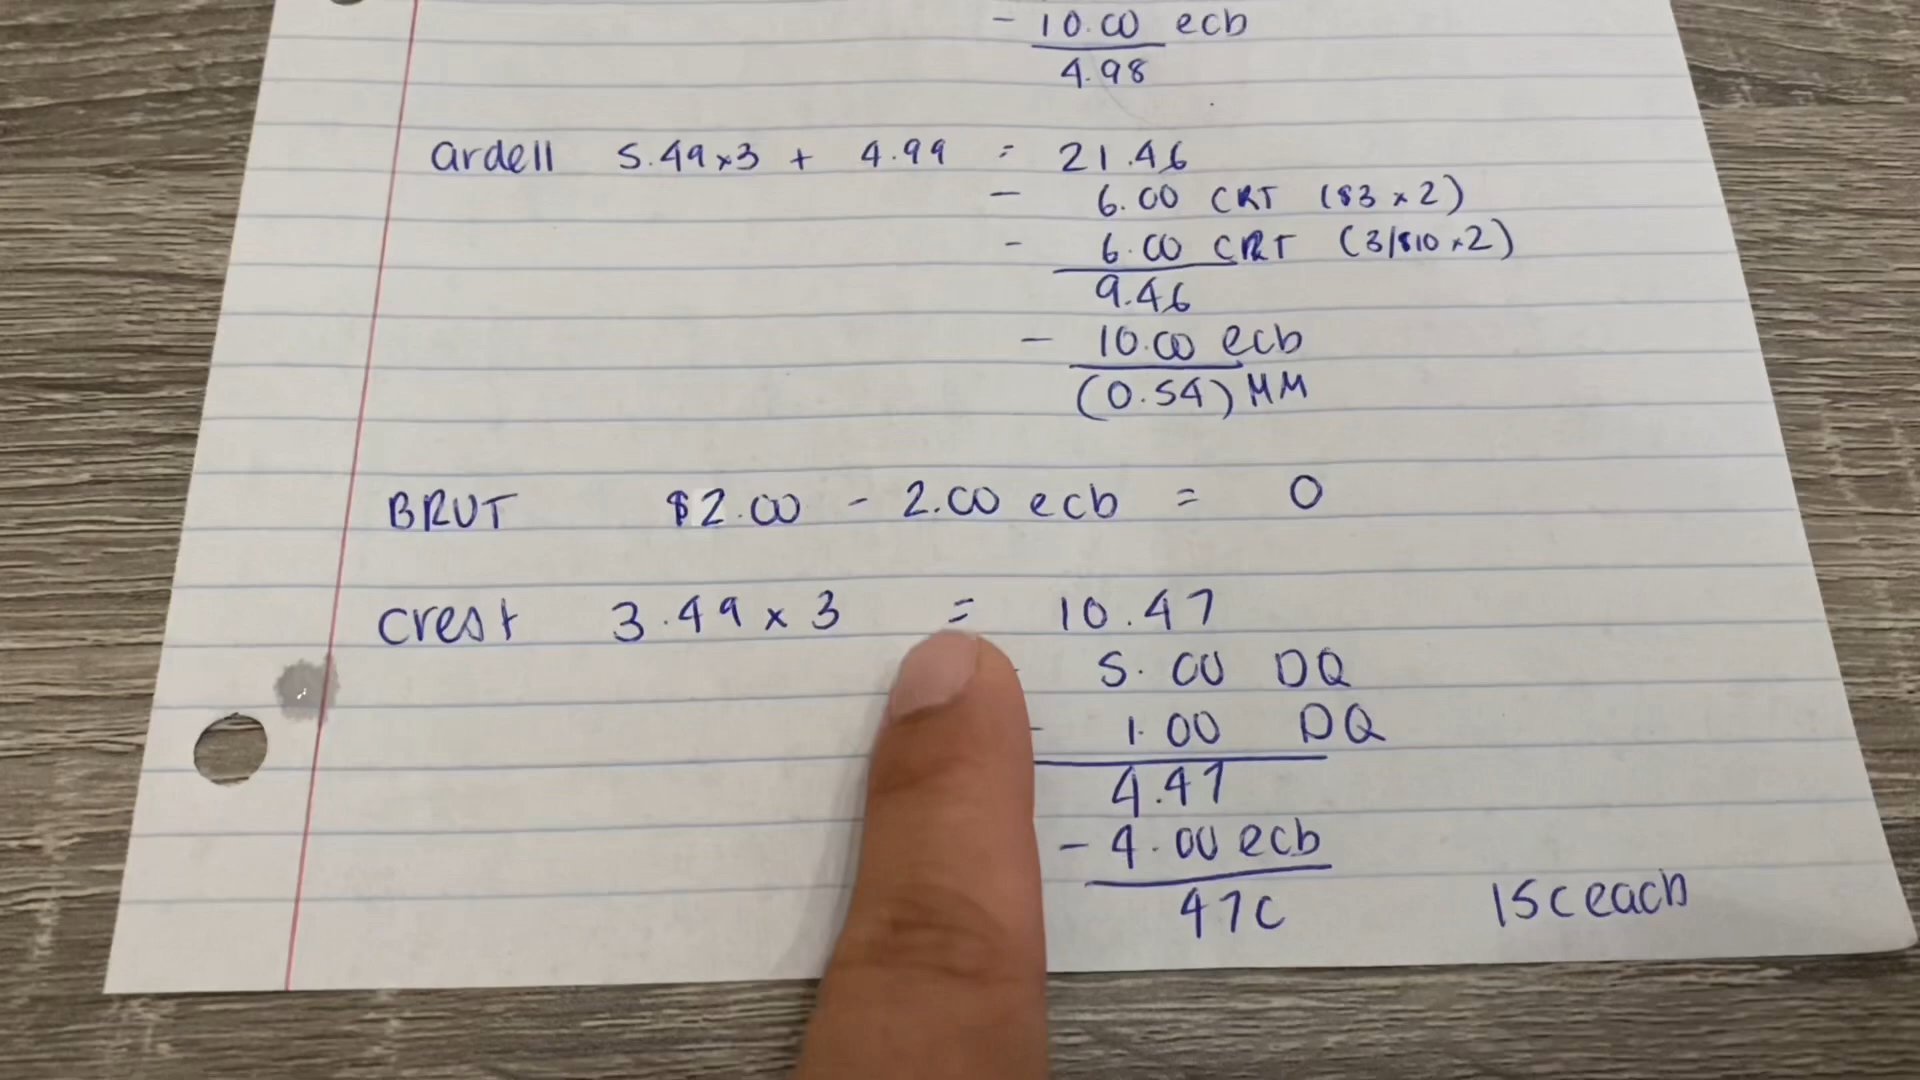 - 10.00 ecb
4.98
ardell 5.49x3 + 4.99 = 21.46
- 6.00 CRT ($3 x 2)
- 6.00 CRT (3/$10 x2)
9.46
- 10.00 ecb
(0.54) MM
BRUT $2.00 - 2.00 ecb = 0
Crest 3.49 x 3 = 10.47
- 5.00 DQ
- 1.00 DQ
4.47
- 4.00 ecb
47c 15c each